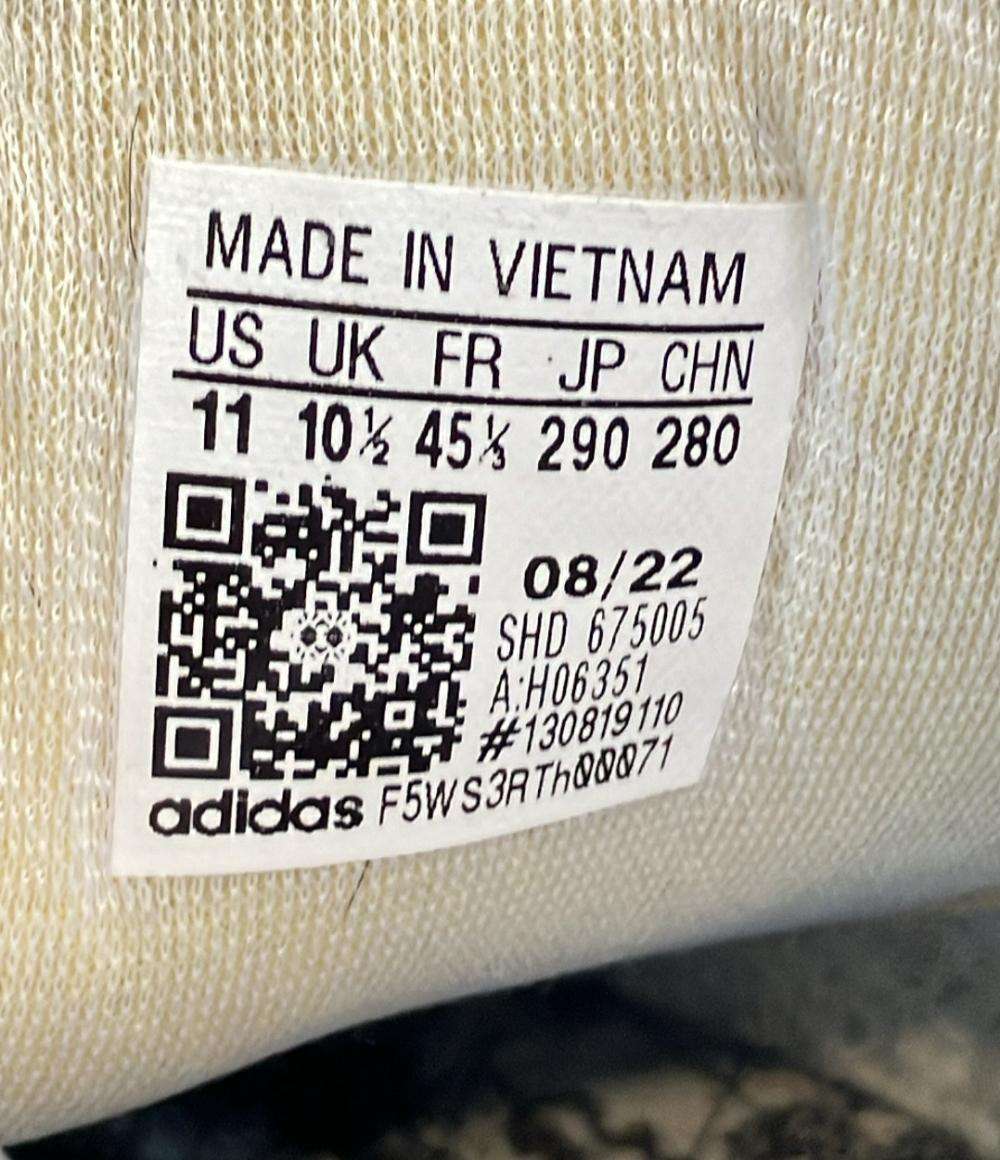 MADE IN VIETNAM
US UK FR JP CHN
11 10½ 45⅓ 290 280
08/22
SHD 675005
A:H06351
#130819110
adidas F5WS3RTh00071